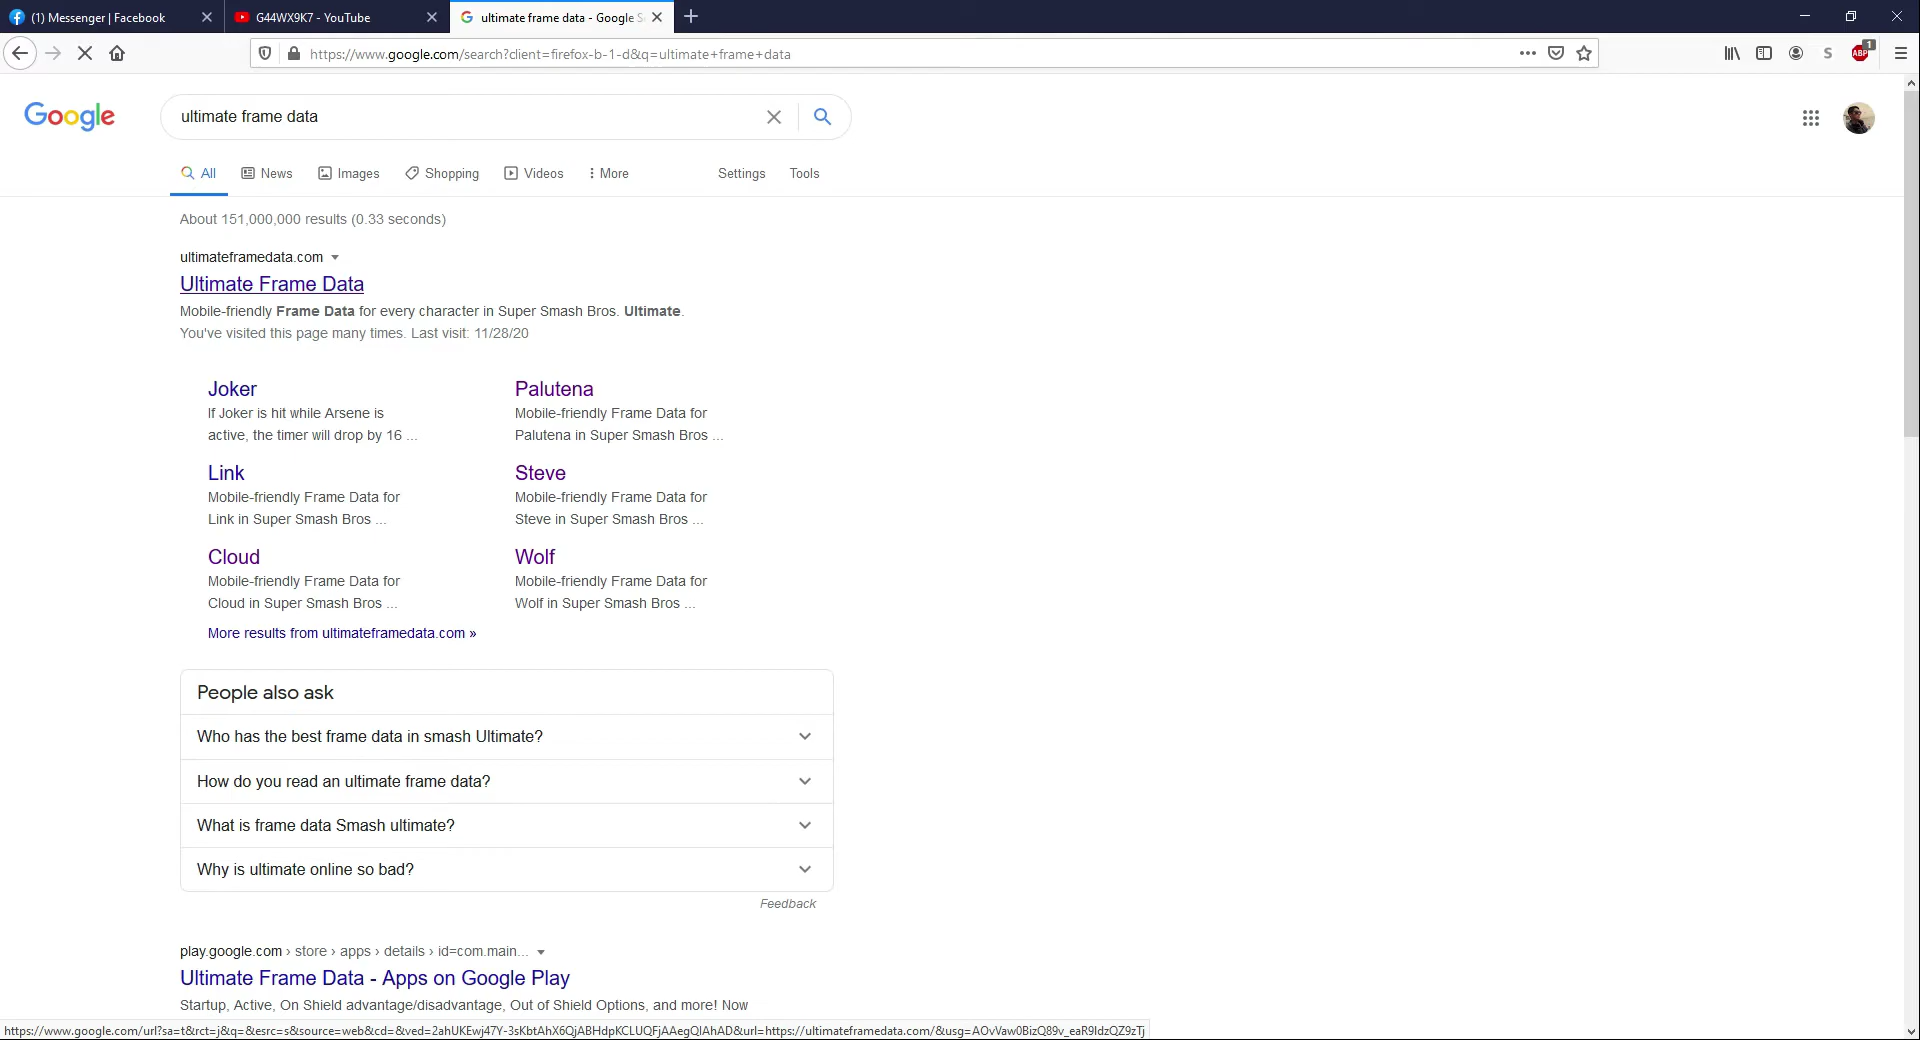 (1) Messenger | Facebook
G44WX9K7 - YouTube
ultimate frame data - Google S
https://www.google.com/search?client=firefox-b-1-d&q=ultimate+frame+data
S
ABP
1
Google
ultimate frame data
All
News
Images
Shopping
Videos
More
Settings
Tools
About 151,000,000 results (0.33 seconds)
ultimateframedata.com
Ultimate Frame Data
Mobile-friendly Frame Data for every character in Super Smash Bros. Ultimate.
You've visited this page many times. Last visit: 11/28/20
Joker
If Joker is hit while Arsene is
active, the timer will drop by 16 ...
Palutena
Mobile-friendly Frame Data for
Palutena in Super Smash Bros ...
Link
Mobile-friendly Frame Data for
Link in Super Smash Bros ...
Steve
Mobile-friendly Frame Data for
Steve in Super Smash Bros ...
Cloud
Mobile-friendly Frame Data for
Cloud in Super Smash Bros ...
Wolf
Mobile-friendly Frame Data for
Wolf in Super Smash Bros ...
More results from ultimateframedata.com »
People also ask
Who has the best frame data in smash Ultimate?
How do you read an ultimate frame data?
What is frame data Smash ultimate?
Why is ultimate online so bad?
Feedback
play.google.com › store › apps › details › id=com.main...
Ultimate Frame Data - Apps on Google Play
Startup, Active, On Shield advantage/disadvantage, Out of Shield Options, and more! Now
https://www.google.com/url?sa=t&rct=j&q=&esrc=s&source=web&cd=&ved=2ahUKEwj47Y-3sKbtAhX6QjABHdpKCLUQFjAAegQIAhAD&url=https://ultimateframedata.com/&usg=AOvVaw0BizQ89v_eaR9IdzQZ9zTj